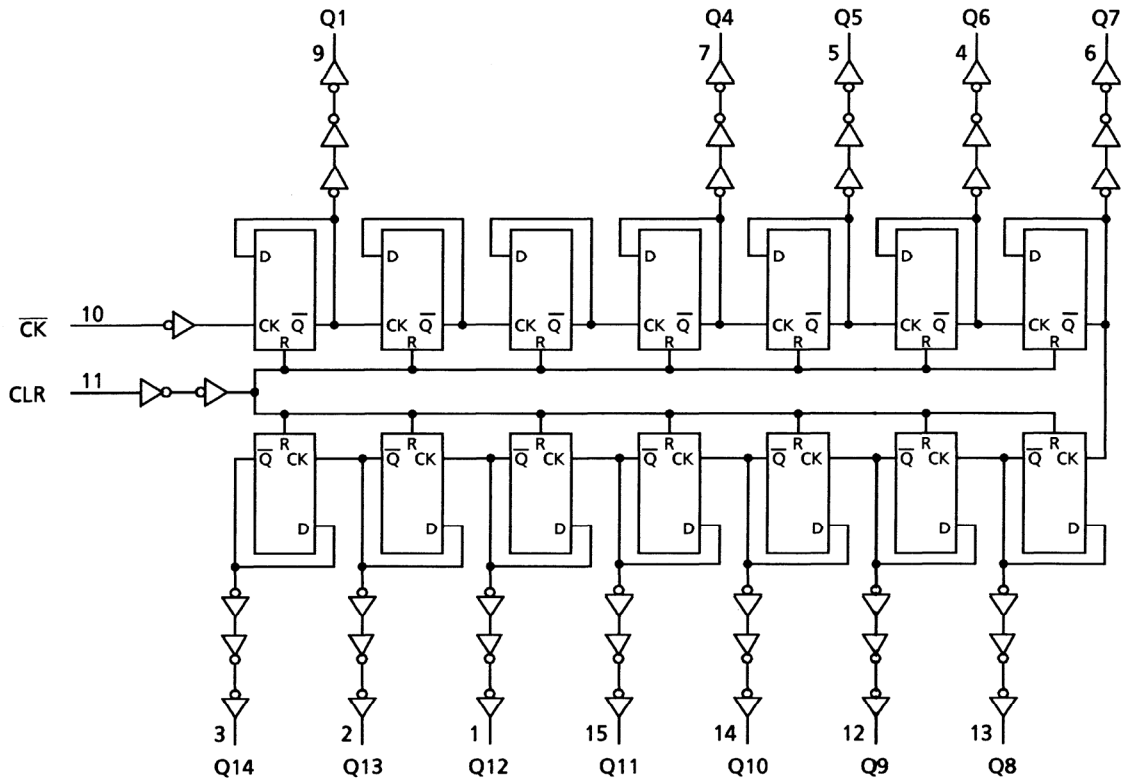 Q1 Q4 Q5 Q6 Q7
9 7 5 4 6
D D D D D D D
CK 10 CK Q CK Q CK Q CK Q CK Q CK Q CK Q
R R R R R R R
CLR 11
R R R R R R R
Q CK Q CK Q CK Q CK Q CK Q CK Q CK
D D D D D D D
3 2 1 15 14 12 13
Q14 Q13 Q12 Q11 Q10 Q9 Q8